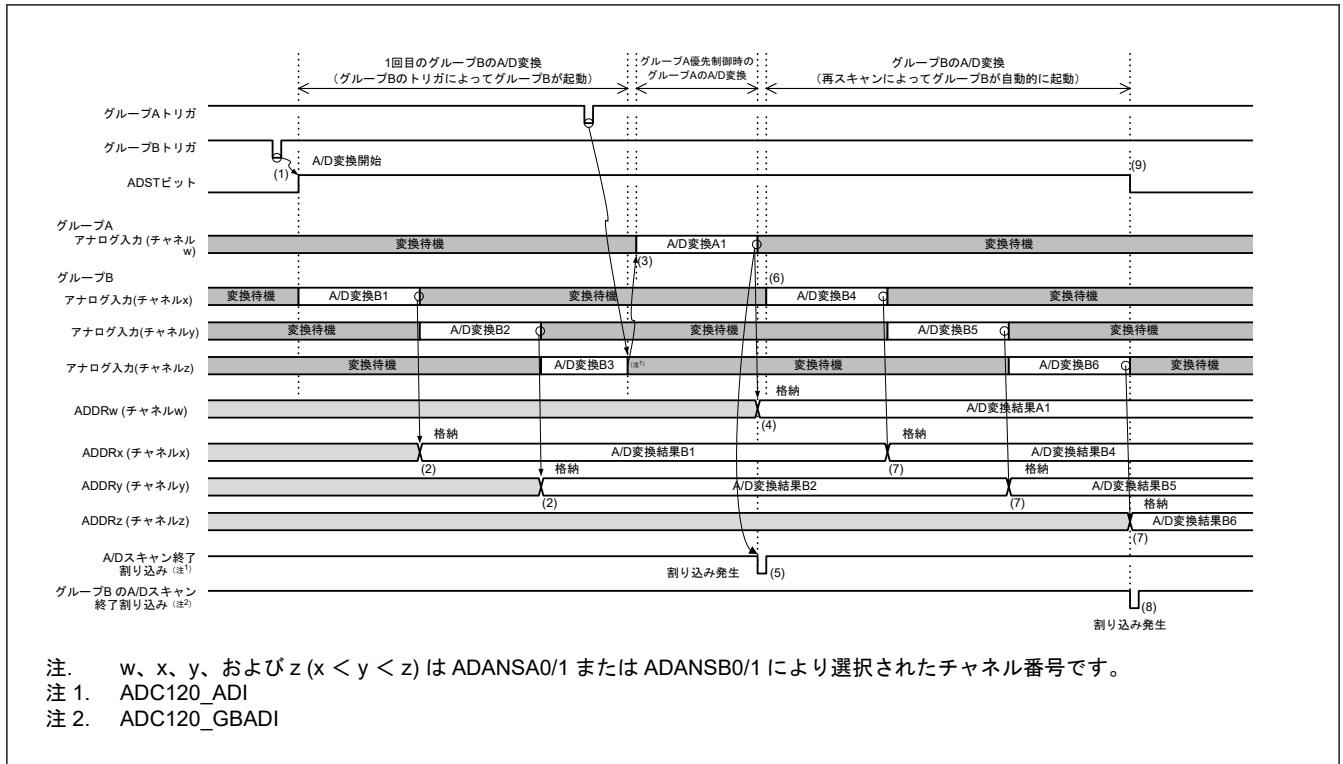 1回目のグループBのA/D変換
（グループBのトリガによってグループBが起動）
グループA優先制御時の
グループAのA/D変換
グループBのA/D変換
（再スキャンによってグループBが自動的に起動）
グループAトリガ
グループBトリガ
(1)
A/D変換開始
ADSTビット
(9)
グループA
アナログ入力 (チャネル
w)
変換待機
A/D変換A1
変換待機
(3)
グループB
(6)
アナログ入力(チャネルx)
変換待機
A/D変換B1
変換待機
A/D変換B4
変換待機
アナログ入力(チャネルy)
変換待機
A/D変換B2
変換待機
A/D変換B5
変換待機
アナログ入力(チャネルz)
変換待機
A/D変換B3
（注1）
変換待機
A/D変換B6
変換待機
格納
ADDRw (チャネルw)
A/D変換結果A1
(4)
格納
格納
ADDRx (チャネルx)
A/D変換結果B1
A/D変換結果B4
(2)
(7)
格納
格納
ADDRy (チャネルy)
A/D変換結果B2
A/D変換結果B5
(2)
(7)
格納
ADDRz (チャネルz)
A/D変換結果B6
(7)
A/Dスキャン終了
割り込み（注1）
割り込み発生
(5)
グループB のA/Dスキャン
終了割り込み（注2）
(8)
割り込み発生
注. w、x、y、および z (x ＜ y ＜ z) は ADANSA0/1 または ADANSB0/1 により選択されたチャネル番号です。
注 1. ADC120_ADI
注 2. ADC120_GBADI